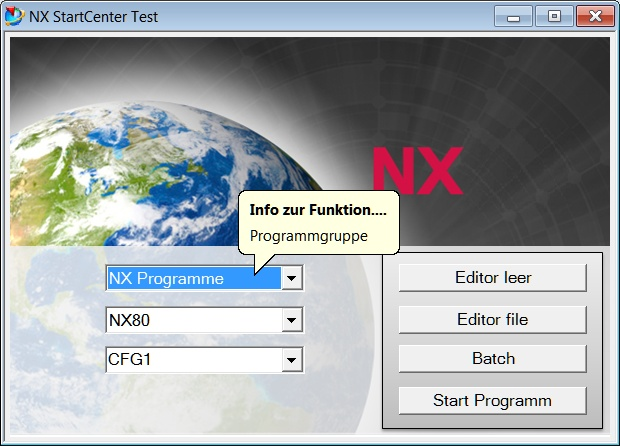 NX StartCenter Test
NX
Info zur Funktion....
Programmgruppe
NX Programme
NX80
CFG1
Editor leer
Editor file
Batch
Start Programm